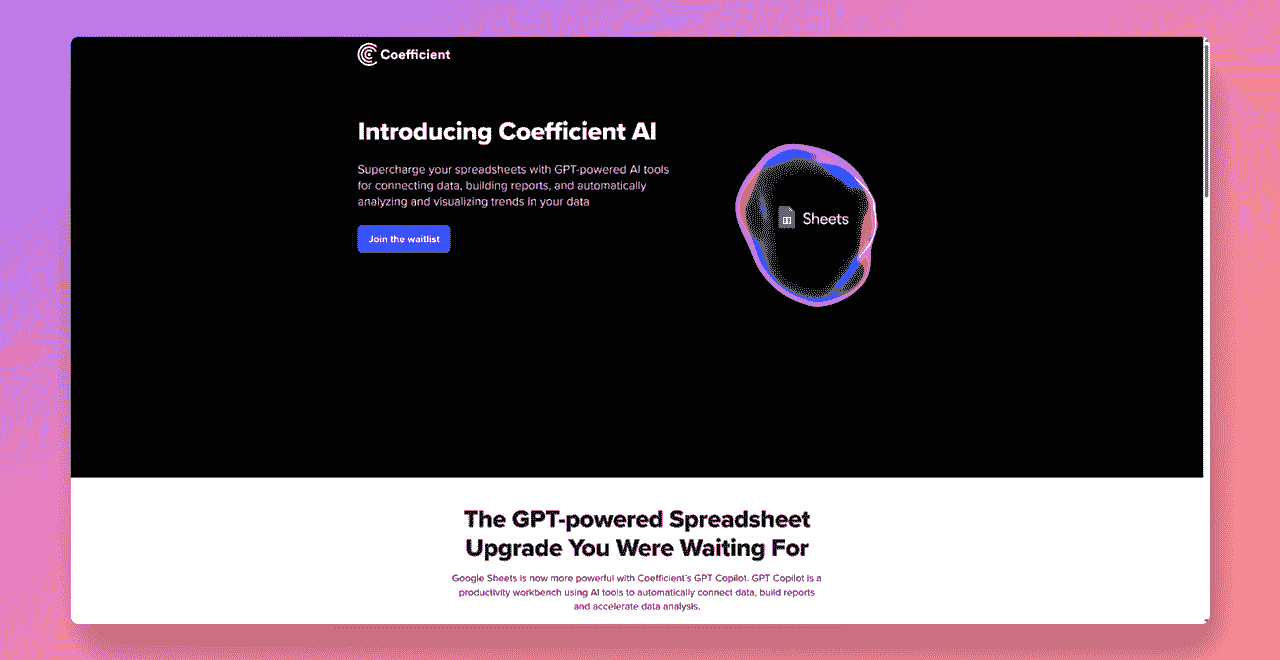 Coefficient
Introducing Coefficient AI
Supercharge your spreadsheets with GPT-powered AI tools
for connecting data, building reports, and automatically
analyzing and visualizing trends in your data
Join the waitlist
Sheets
The GPT-powered Spreadsheet
Upgrade You Were Waiting For
Google Sheets is now more powerful with Coefficient's GPT Copilot. GPT Copilot is a
productivity workbench using AI tools to automatically connect data, build reports
and accelerate data analysis.